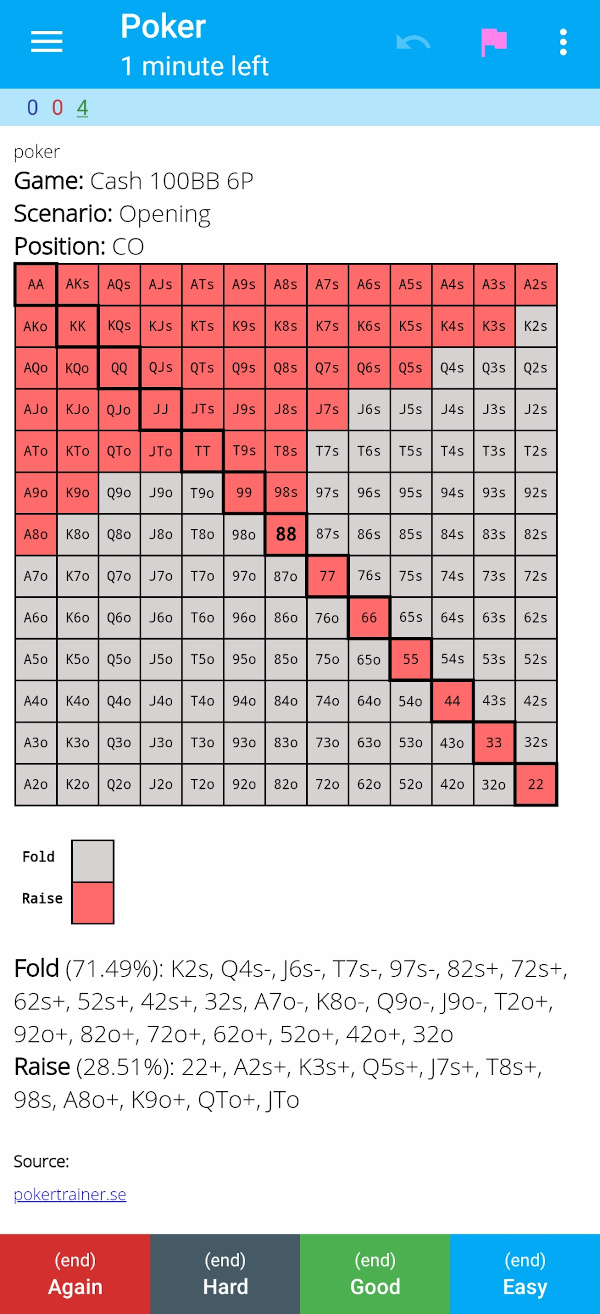 Poker
1 minute left
0 0 4
poker
Game: Cash 100BB 6P
Scenario: Opening
Position: CO
AA AKs AQs AJs ATs A9s A8s A7s A6s A5s A4s A3s A2s
AKo KK KQs KJs KTs K9s K8s K7s K6s K5s K4s K3s K2s
AQo KQo QQ QJs QTs Q9s Q8s Q7s Q6s Q5s Q4s Q3s Q2s
AJo KJo QJo JJ JTs J9s J8s J7s J6s J5s J4s J3s J2s
ATo KTo QTo JTo TT T9s T8s T7s T6s T5s T4s T3s T2s
A9o K9o Q9o J9o T9o 99 98s 97s 96s 95s 94s 93s 92s
A8o K8o Q8o J8o T8o 98o 88 87s 86s 85s 84s 83s 82s
A7o K7o Q7o J7o T7o 97o 87o 77 76s 75s 74s 73s 72s
A6o K6o Q6o J6o T6o 96o 86o 76o 66 65s 64s 63s 62s
A5o K5o Q5o J5o T5o 95o 85o 75o 65o 55 54s 53s 52s
A4o K4o Q4o J4o T4o 94o 84o 74o 64o 54o 44 43s 42s
A3o K3o Q3o J3o T3o 93o 83o 73o 63o 53o 43o 33 32s
A2o K2o Q2o J2o T2o 92o 82o 72o 62o 52o 42o 32o 22
Fold
Raise
Fold (71.49%): K2s, Q4s-, J6s-, T7s-, 97s-, 82s+, 72s+,
62s+, 52s+, 42s+, 32s, A7o-, K8o-, Q9o-, J9o-, T2o+,
92o+, 82o+, 72o+, 62o+, 52o+, 42o+, 32o
Raise (28.51%): 22+, A2s+, K3s+, Q5s+, J7s+, T8s+,
98s, A8o+, K9o+, QTo+, JTo
Source:
pokertrainer.se
(end) (end) (end) (end)
Again Hard Good Easy